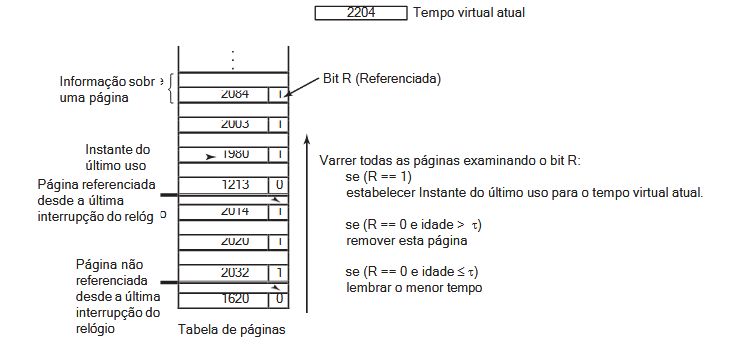 2204 Tempo virtual atual
Informação sobre
uma página
Bit R (Referenciada)
2084 1
2003 1
Instante do
último uso
1980 1
Página referenciada
desde a última
interrupção do relógio
1213 0
2014 1
2020 1
Página não
referenciada
desde a última
interrupção do
relógio
2032 1
1620 0
Tabela de páginas
Varrer todas as páginas examinando o bit R:
se (R == 1)
estabelecer Instante do último uso para o tempo virtual atual.
se (R == 0 e idade > τ)
remover esta página
se (R == 0 e idade ≤ τ)
lembrar o menor tempo